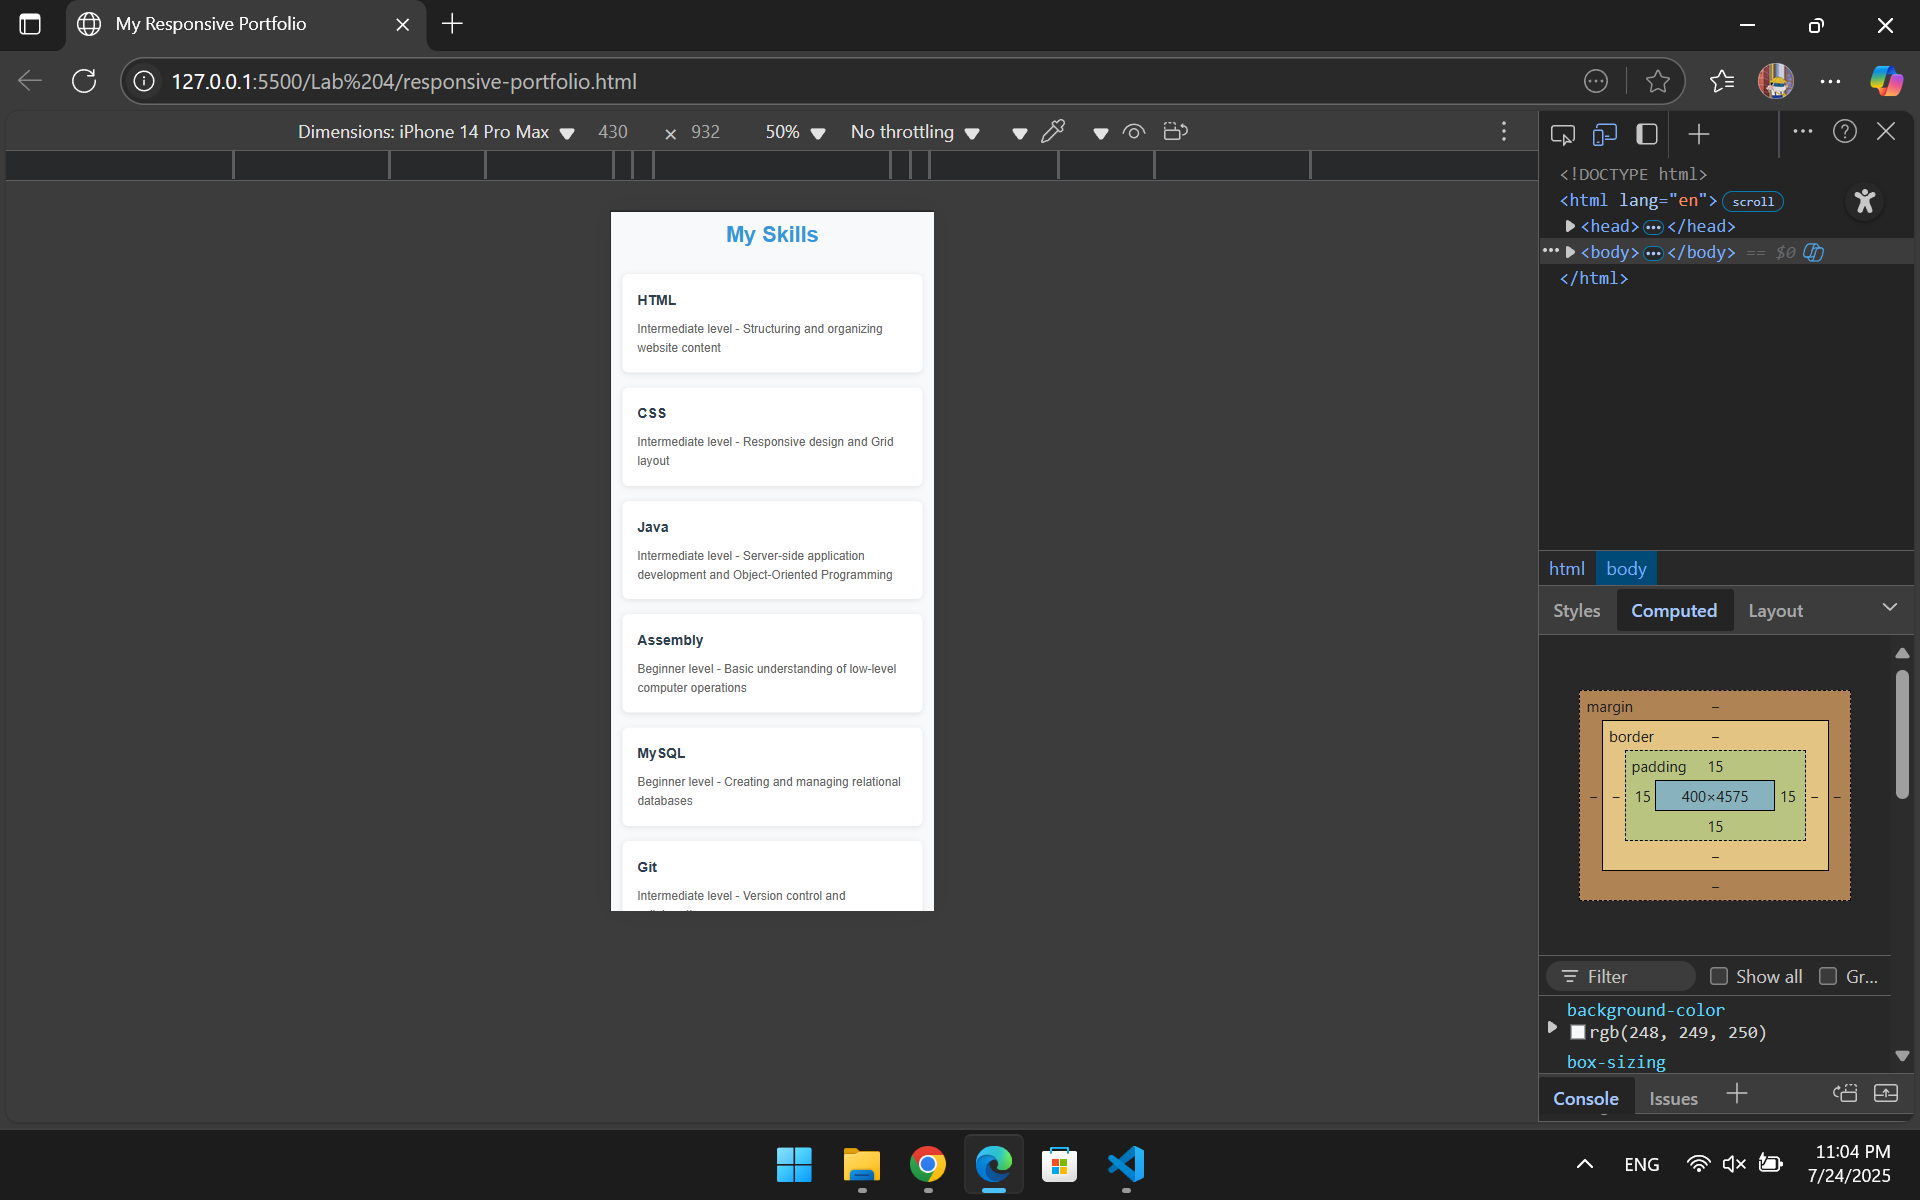 My Responsive Portfolio
127.0.0.1:5500/Lab%204/responsive-portfolio.html
Dimensions: iPhone 14 Pro Max 430 × 932 50% No throttling
My Skills
HTML
Intermediate level - Structuring and organizing
website content
CSS
Intermediate level - Responsive design and Grid
layout
Java
Intermediate level - Server-side application
development and Object-Oriented Programming
Assembly
Beginner level - Basic understanding of low-level
computer operations
MySQL
Beginner level - Creating and managing relational
databases
Git
Intermediate level - Version control and
<!DOCTYPE html>
<html lang="en"> scroll
<head> ••• </head>
••• <body> ••• </body> == $0
</html>
html body
Styles Computed Layout
margin –
border –
padding 15
– – 15 400×4575 15 – –
15
–
–
Filter Show all Gr...
background-color
rgb(248, 249, 250)
box-sizing
Console Issues
ENG
11:04 PM
7/24/2025